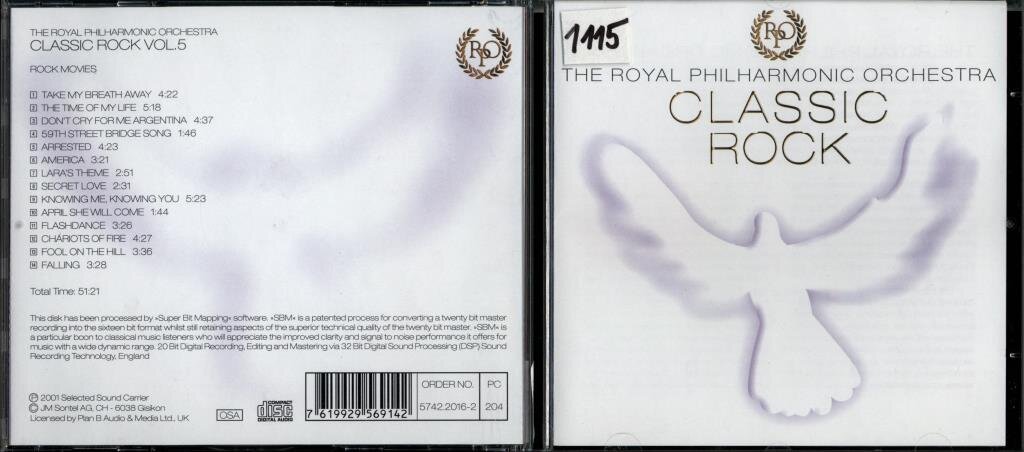 THE ROYAL PHILHARMONIC ORCHESTRA
CLASSIC ROCK VOL.5
RPO
ROCK MOVIES
1 TAKE MY BREATH AWAY 4:22
2 THE TIME OF MY LIFE 5:18
3 DON'T CRY FOR ME ARGENTINA 4:37
4 59TH STREET BRIDGE SONG 1:46
5 ARRESTED 4:23
6 AMERICA 3:21
7 LARA'S THEME 2:51
8 SECRET LOVE 2:31
9 KNOWING ME, KNOWING YOU 5:23
10 APRIL SHE WILL COME 1:44
11 FLASHDANCE 3:26
12 CHARIOTS OF FIRE 4:27
13 FOOL ON THE HILL 3:36
14 FALLING 3:28
Total Time: 51:21
This disk has been processed by »Super Bit Mapping« software. »SBM« is a patented process for converting a twenty bit master
recording into the sixteen bit format whilst still retaining aspects of the superior technical quality of the twenty bit master. »SBM« is
a particular boon to classical music listeners who will appreciate the improved clarity and signal to noise performance it offers for
music with a wide dynamic range. 20 Bit Digital Recording, Editing and Mastering via 32 Bit Digital Sound Processing (DSP) Sound
Recording Technology, England
℗ 2001 Selected Sound Carrier
© JM Sontel AG, CH - 6038 Gisikon
Licensed by Plan B Audio & Media Ltd., UK
OSA
COMPACT
disc
DIGITAL AUDIO
7 619929 569142
ORDER NO.
5742.2016-2
PC
204
1115
RPO
THE ROYAL PHILHARMONIC ORCHESTRA
CLASSIC
ROCK